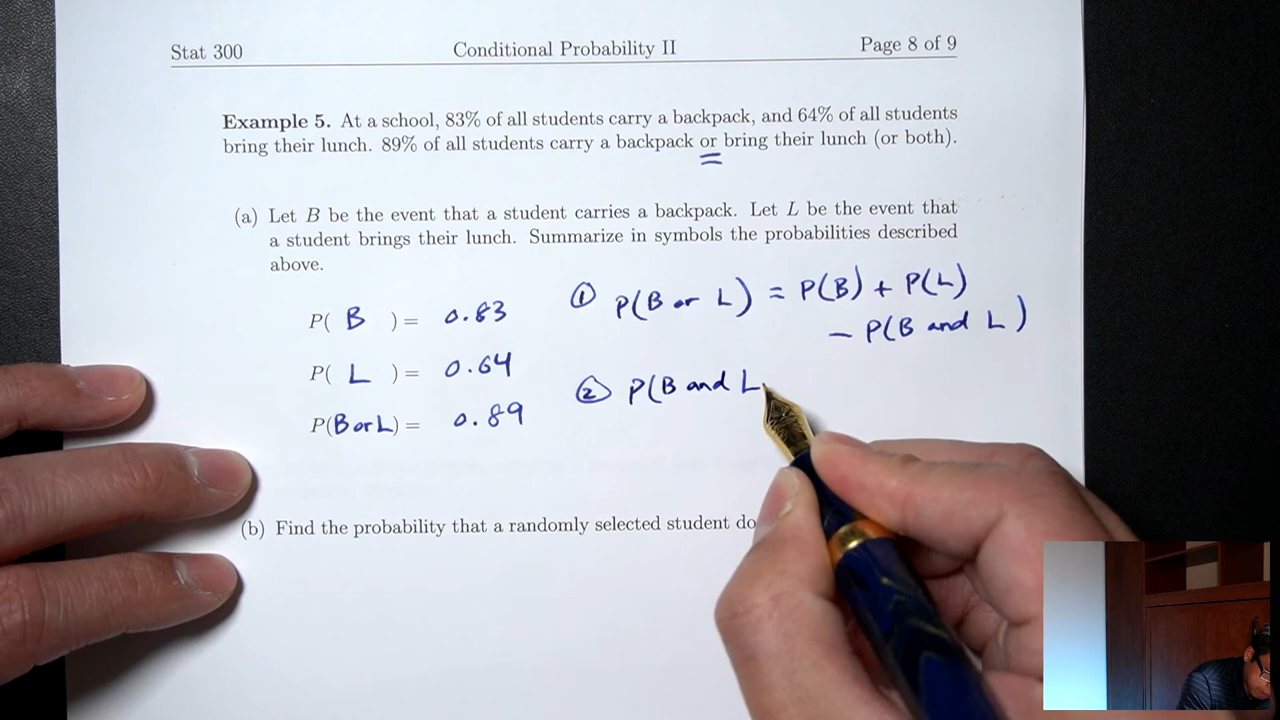 Stat 300 Conditional Probability II Page 8 of 9
Example 5. At a school, 83% of all students carry a backpack, and 64% of all students
bring their lunch. 89% of all students carry a backpack or bring their lunch (or both).
(a) Let B be the event that a student carries a backpack. Let L be the event that
a student brings their lunch. Summarize in symbols the probabilities described
above.
P( B ) = 0.83
P( L ) = 0.64
P(B or L) = 0.89
① P(B or L) = P(B) + P(L)
- P(B and L)
② P(B and L
(b) Find the probability that a randomly selected student do